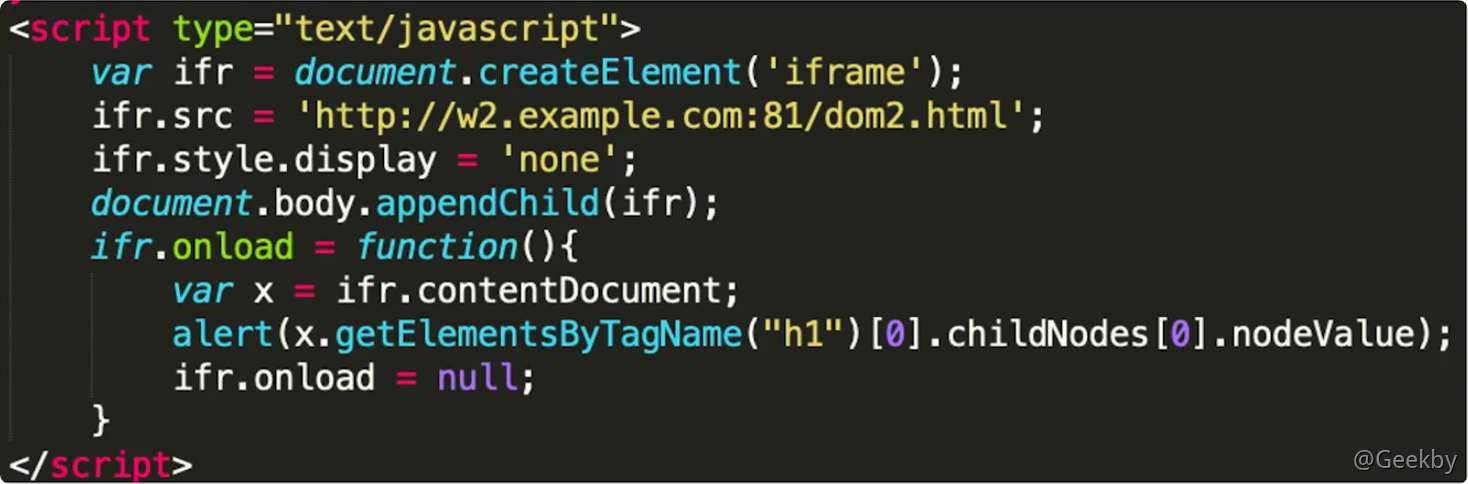 <script type="text/javascript">
    var ifr = document.createElement('iframe');
    ifr.src = 'http://w2.example.com:81/dom2.html';
    ifr.style.display = 'none';
    document.body.appendChild(ifr);
    ifr.onload = function(){
        var x = ifr.contentDocument;
        alert(x.getElementsByTagName("h1")[0].childNodes[0].nodeValue);
        ifr.onload = null;
    }
</script>
@Geekby